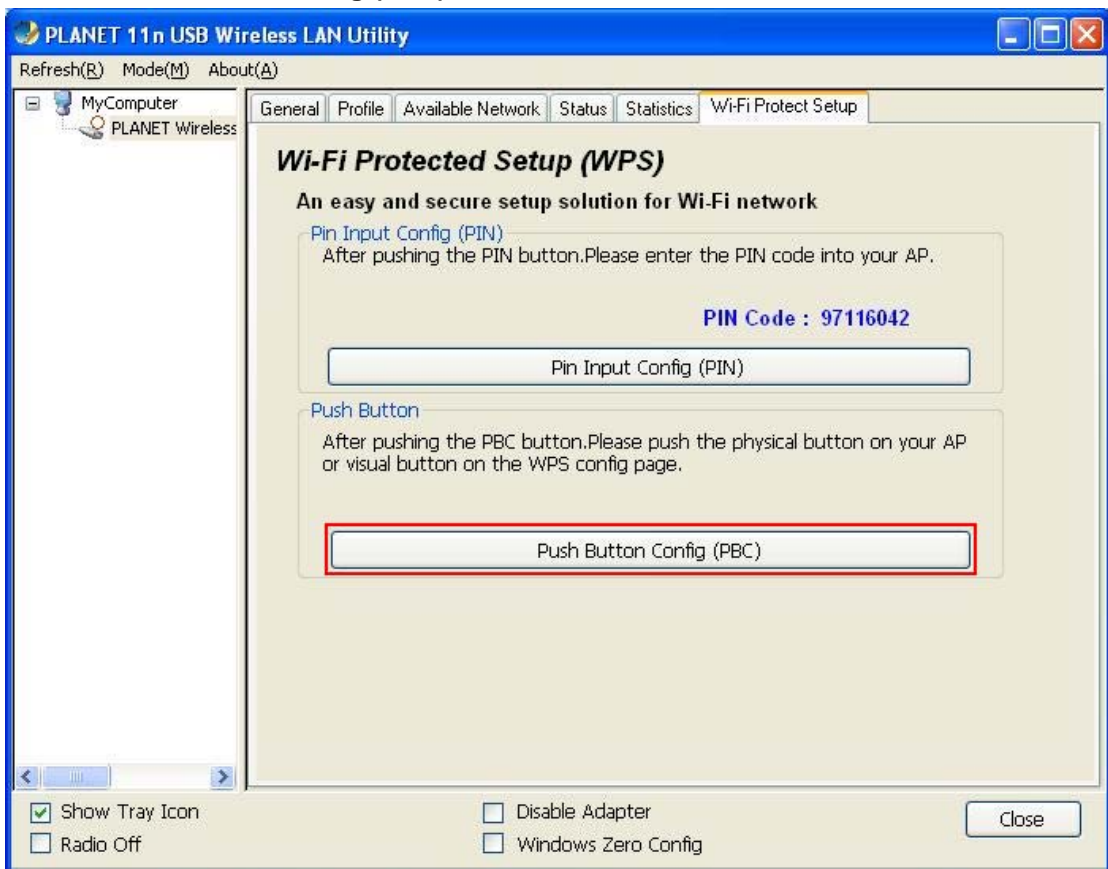 PLANET 11n USB Wireless LAN Utility
Refresh(R) Mode(M) About(A)
MyComputer
PLANET Wireless
General Profile Available Network Status Statistics Wi-Fi Protect Setup
Wi-Fi Protected Setup (WPS)
An easy and secure setup solution for Wi-Fi network
Pin Input Config (PIN)
After pushing the PIN button.Please enter the PIN code into your AP.
PIN Code : 97116042
Pin Input Config (PIN)
Push Button
After pushing the PBC button.Please push the physical button on your AP
or visual button on the WPS config page.
Push Button Config (PBC)
Show Tray Icon
Disable Adapter
Close
Radio Off
Windows Zero Config